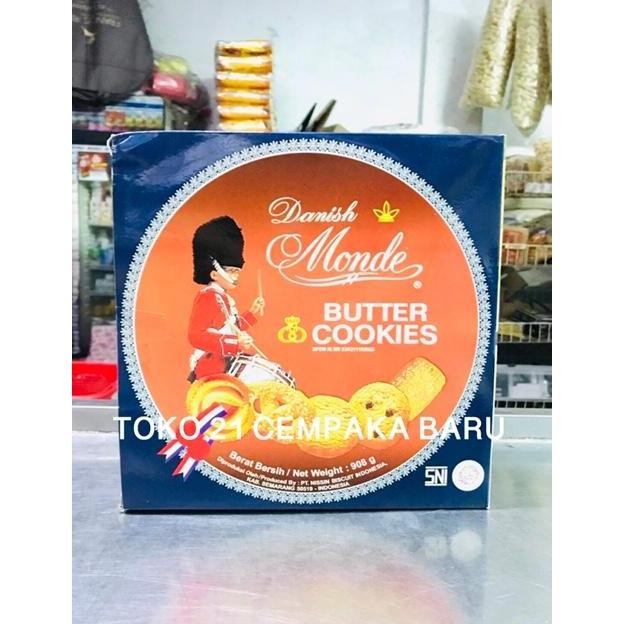 Danish
Monde
®
BUTTER
COOKIES
TOKO 21 CEMPAKA BARU
Berat Bersih / Net Weight : 908 g
Diproduksi Oleh/Produced By : PT. NISSIN BISCUIT INDONESIA,
KAB. SEMARANG 50519 - INDONESIA
SNI